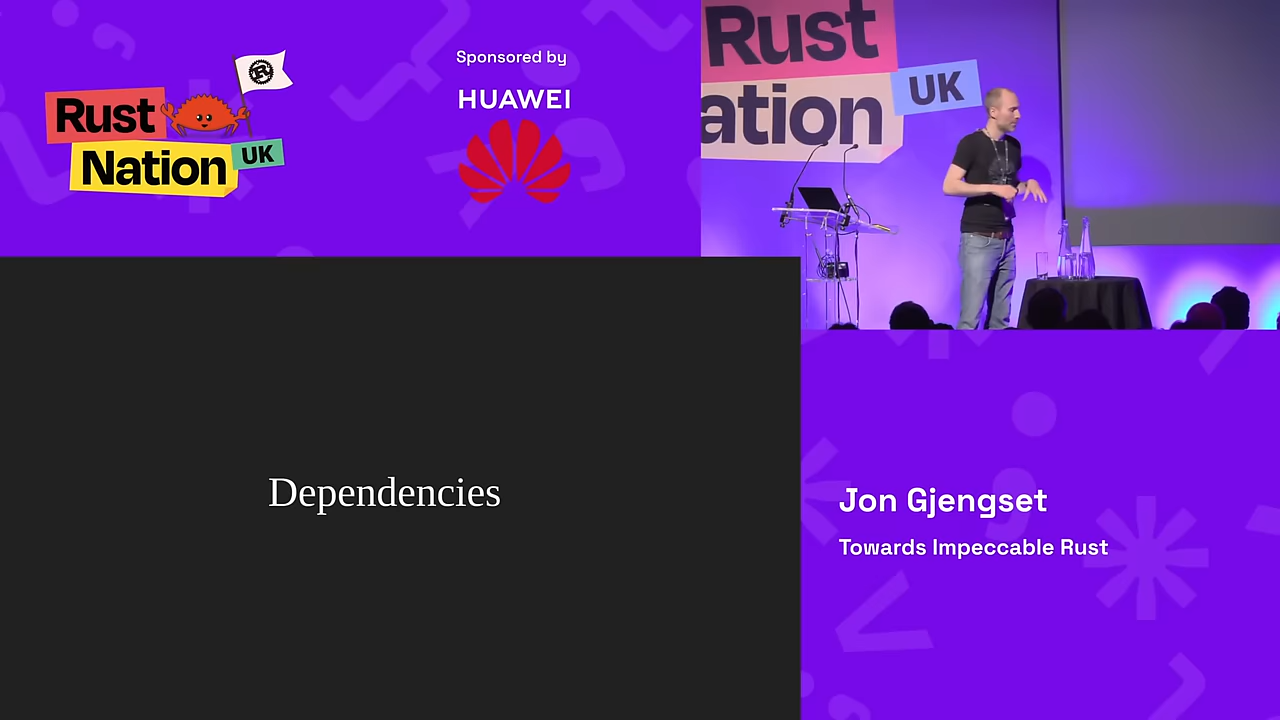 Rust
Nation
UK
Sponsored by
HUAWEI
Rust
ation
UK
Dependencies
Jon Gjengset
Towards Impeccable Rust